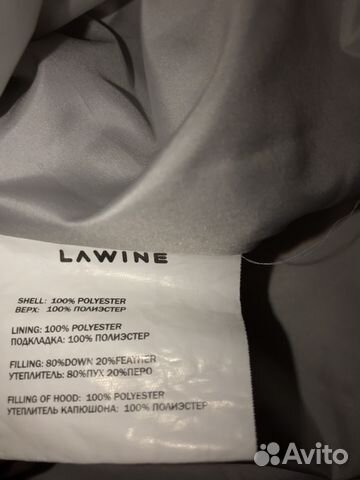 LAWINE
SHELL: 100% POLYESTER
ВЕРХ: 100% ПОЛИЭСТЕР
LINING: 100% POLYESTER
ПОДКЛАДКА: 100% ПОЛИЭСТЕР
FILLING: 80%DOWN 20%FEATHER
УТЕПЛИТЕЛЬ: 80%ПУХ 20%ПЕРО
FILLING OF HOOD: 100% POLYESTER
УТЕПЛИТЕЛЬ КАПЮШОНА: 100% ПОЛИЭСТЕР
Avito